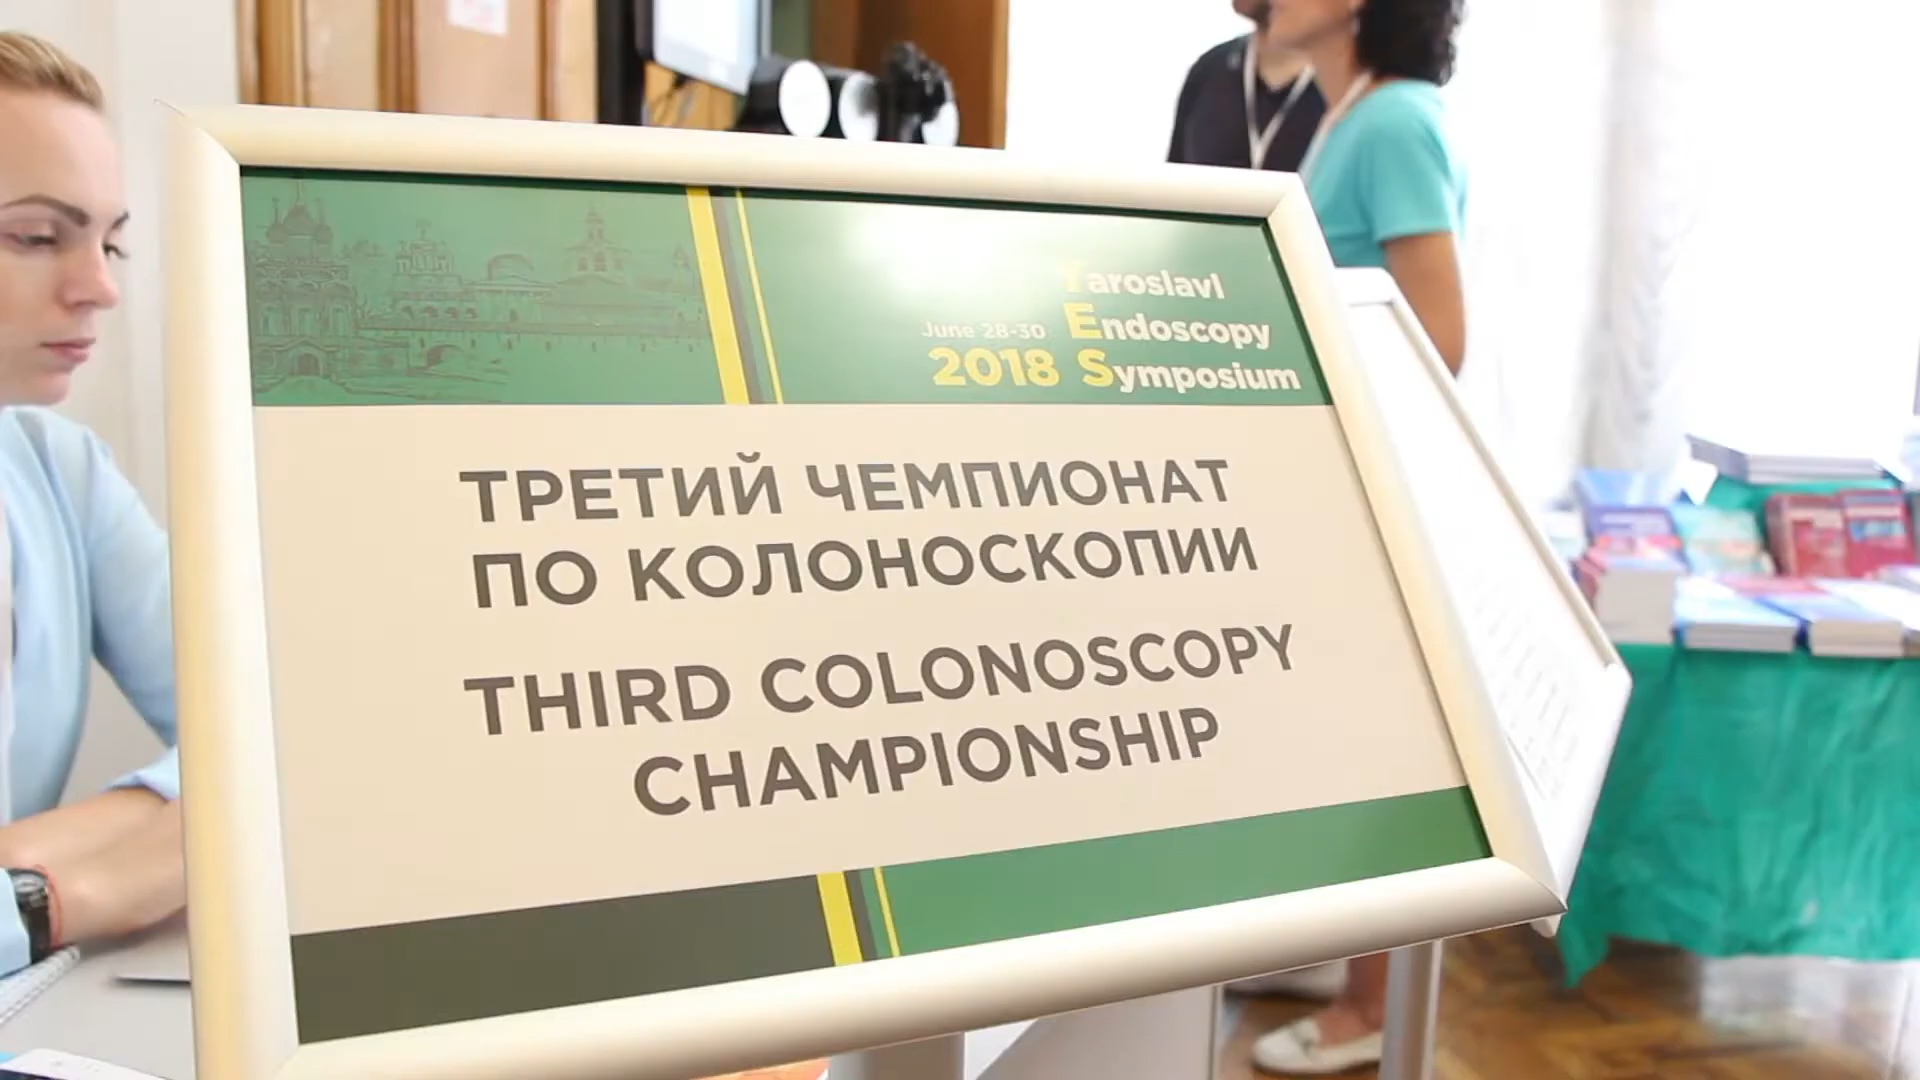 Yaroslavl
June 28-30 Endoscopy
2018 Symposium
ТРЕТИЙ ЧЕМПИОНАТ
ПО КОЛОНОСКОПИИ
THIRD COLONOSCOPY
CHAMPIONSHIP